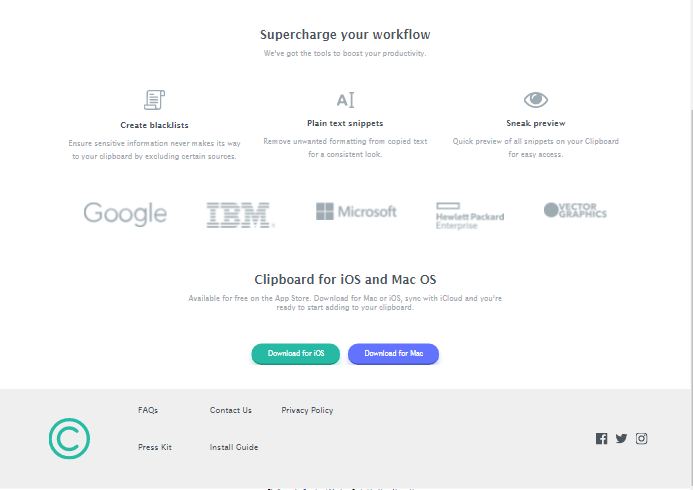 Supercharge your workflow
We've got the tools to boost your productivity.
AI
Create blacklists
Plain text snippets
Sneak preview
Ensure sensitive information never makes its way
to your clipboard by excluding certain sources.
Remove unwanted formatting from copied text
for a consistent look.
Quick preview of all snippets on your Clipboard
for easy access.
Google
IBM
Microsoft
Hewlett Packard
Enterprise
VECTOR
GRAPHICS
Clipboard for iOS and Mac OS
Available for free on the App Store. Download for Mac or iOS, sync with iCloud and you're
ready to start adding to your clipboard.
Download for iOS
Download for Mac
FAQs
Contact Us
Privacy Policy
Press Kit
Install Guide